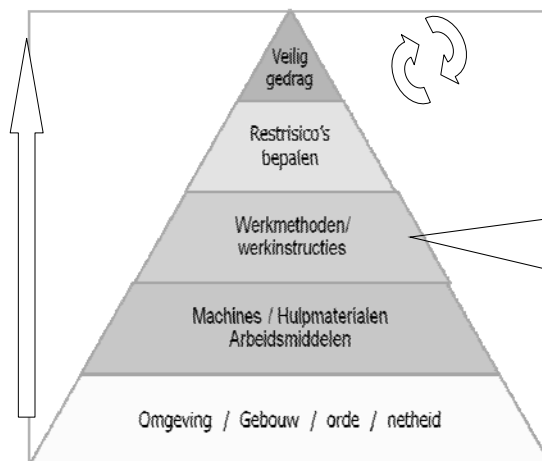 Veilig
gedrag
Restrisico's
bepalen
Werkmethoden/
werkinstructies
Machines / Hulpmaterialen
Arbeidsmiddelen
Omgeving / Gebouw / orde / netheid